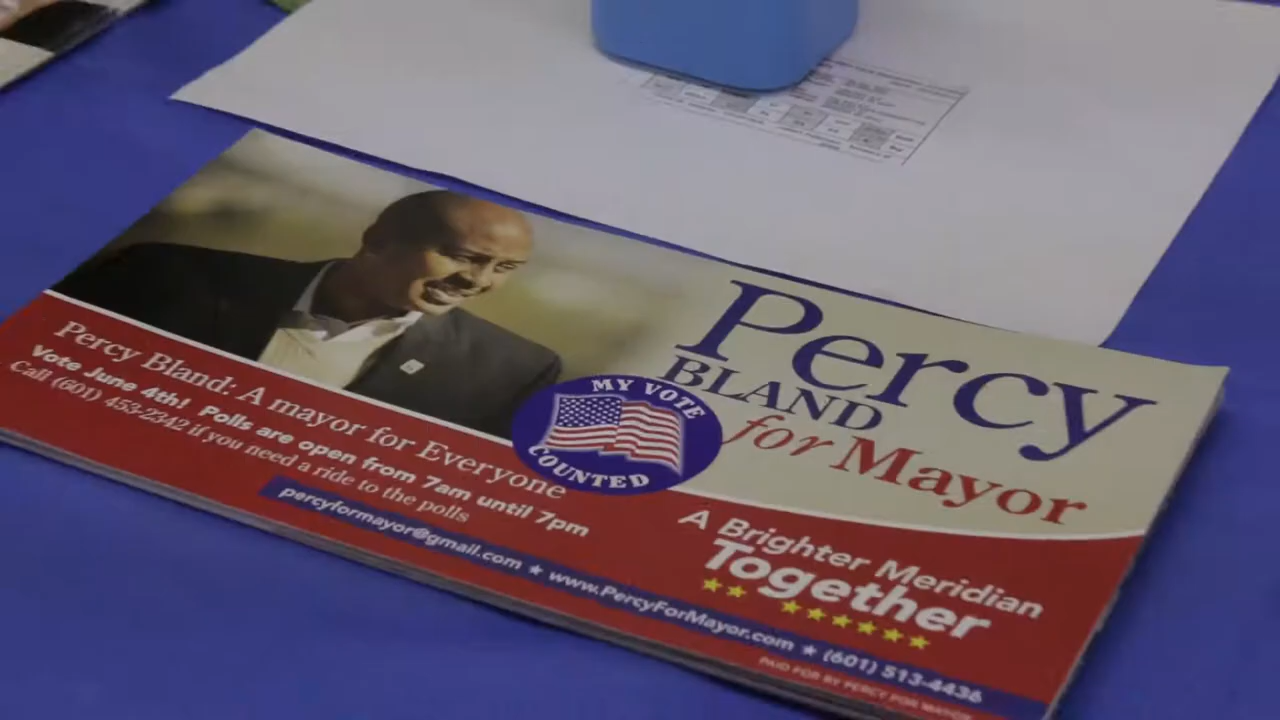 Percy
BLAND
for Mayor
MY VOTE
COUNTED
Percy Bland: A mayor for Everyone
Vote June 4th! Polls are open from 7am until 7pm
Call (601) 453-2342 if you need a ride to the polls
A Brighter Meridian
Together
percyformayor@gmail.com ★ www.PercyForMayor.com ★ (601) 513-4436
PAID FOR BY PERCY FOR MAYOR